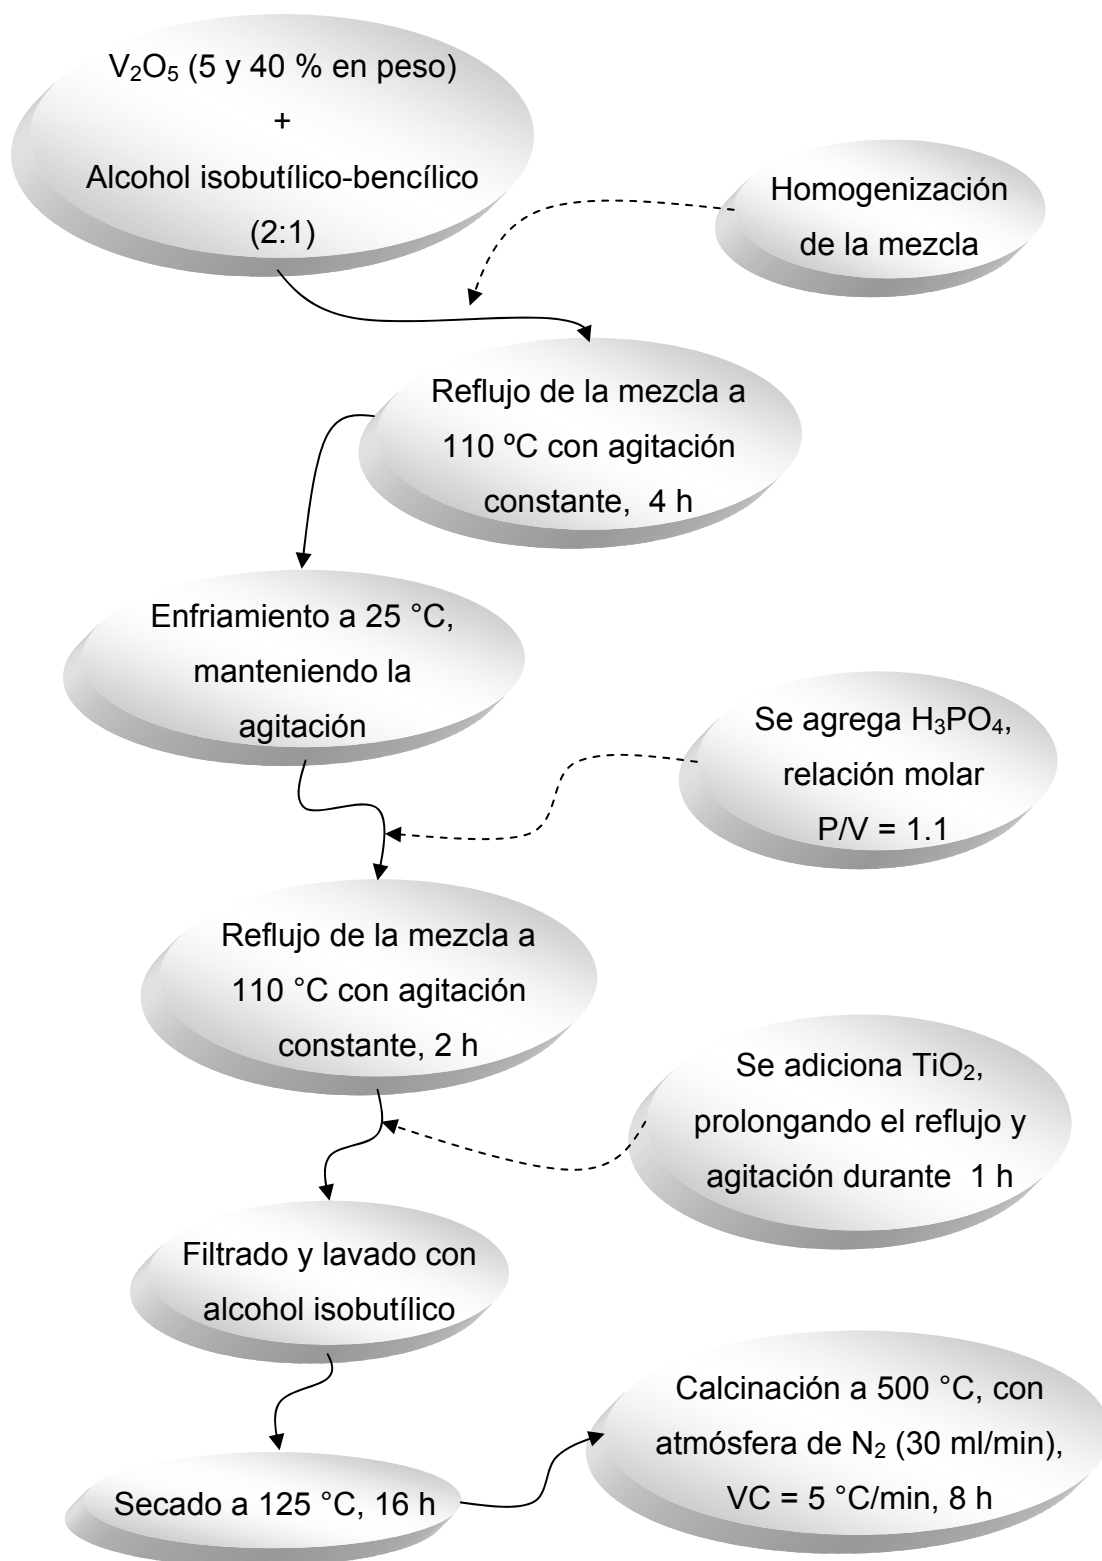 V₂O₅ (5 y 40 % en peso)
+
Alcohol isobutílico-bencílico
(2:1)
Homogenización
de la mezcla
Reflujo de la mezcla a
110 ºC con agitación
constante, 4 h
Enfriamiento a 25 °C,
manteniendo la
agitación
Se agrega H₃PO₄,
relación molar
P/V = 1.1
Reflujo de la mezcla a
110 °C con agitación
constante, 2 h
Se adiciona TiO₂,
prolongando el reflujo y
agitación durante 1 h
Filtrado y lavado con
alcohol isobutílico
Secado a 125 °C, 16 h
Calcinación a 500 °C, con
atmósfera de N₂ (30 ml/min),
VC = 5 °C/min, 8 h